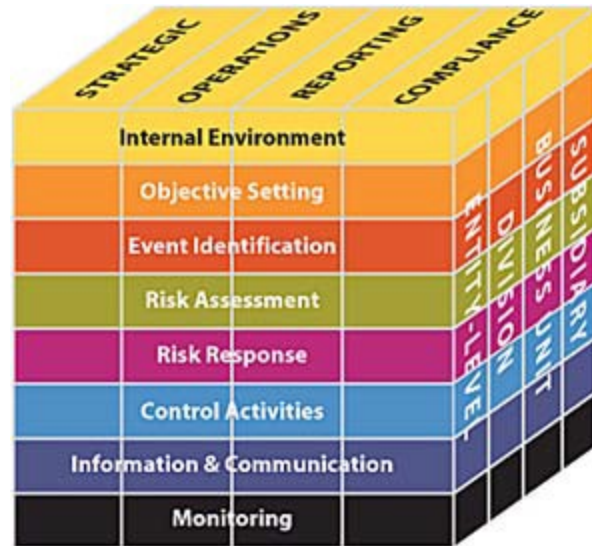 STRATEGIC
OPERATIONS
REPORTING
COMPLIANCE
Internal Environment
Objective Setting
Event Identification
Risk Assessment
Risk Response
Control Activities
Information & Communication
Monitoring
ENTITY-LEVEL
DIVISION
BUSINESS UNIT
SUBSIDIARY